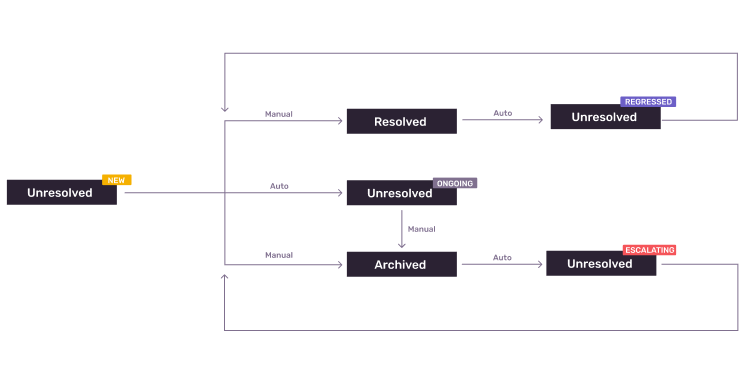 REGRESSED
Manual
Resolved
Auto
Unresolved
NEW
Unresolved
Auto
ONGOING
Unresolved
Manual
Manual
Archived
Auto
ESCALATING
Unresolved